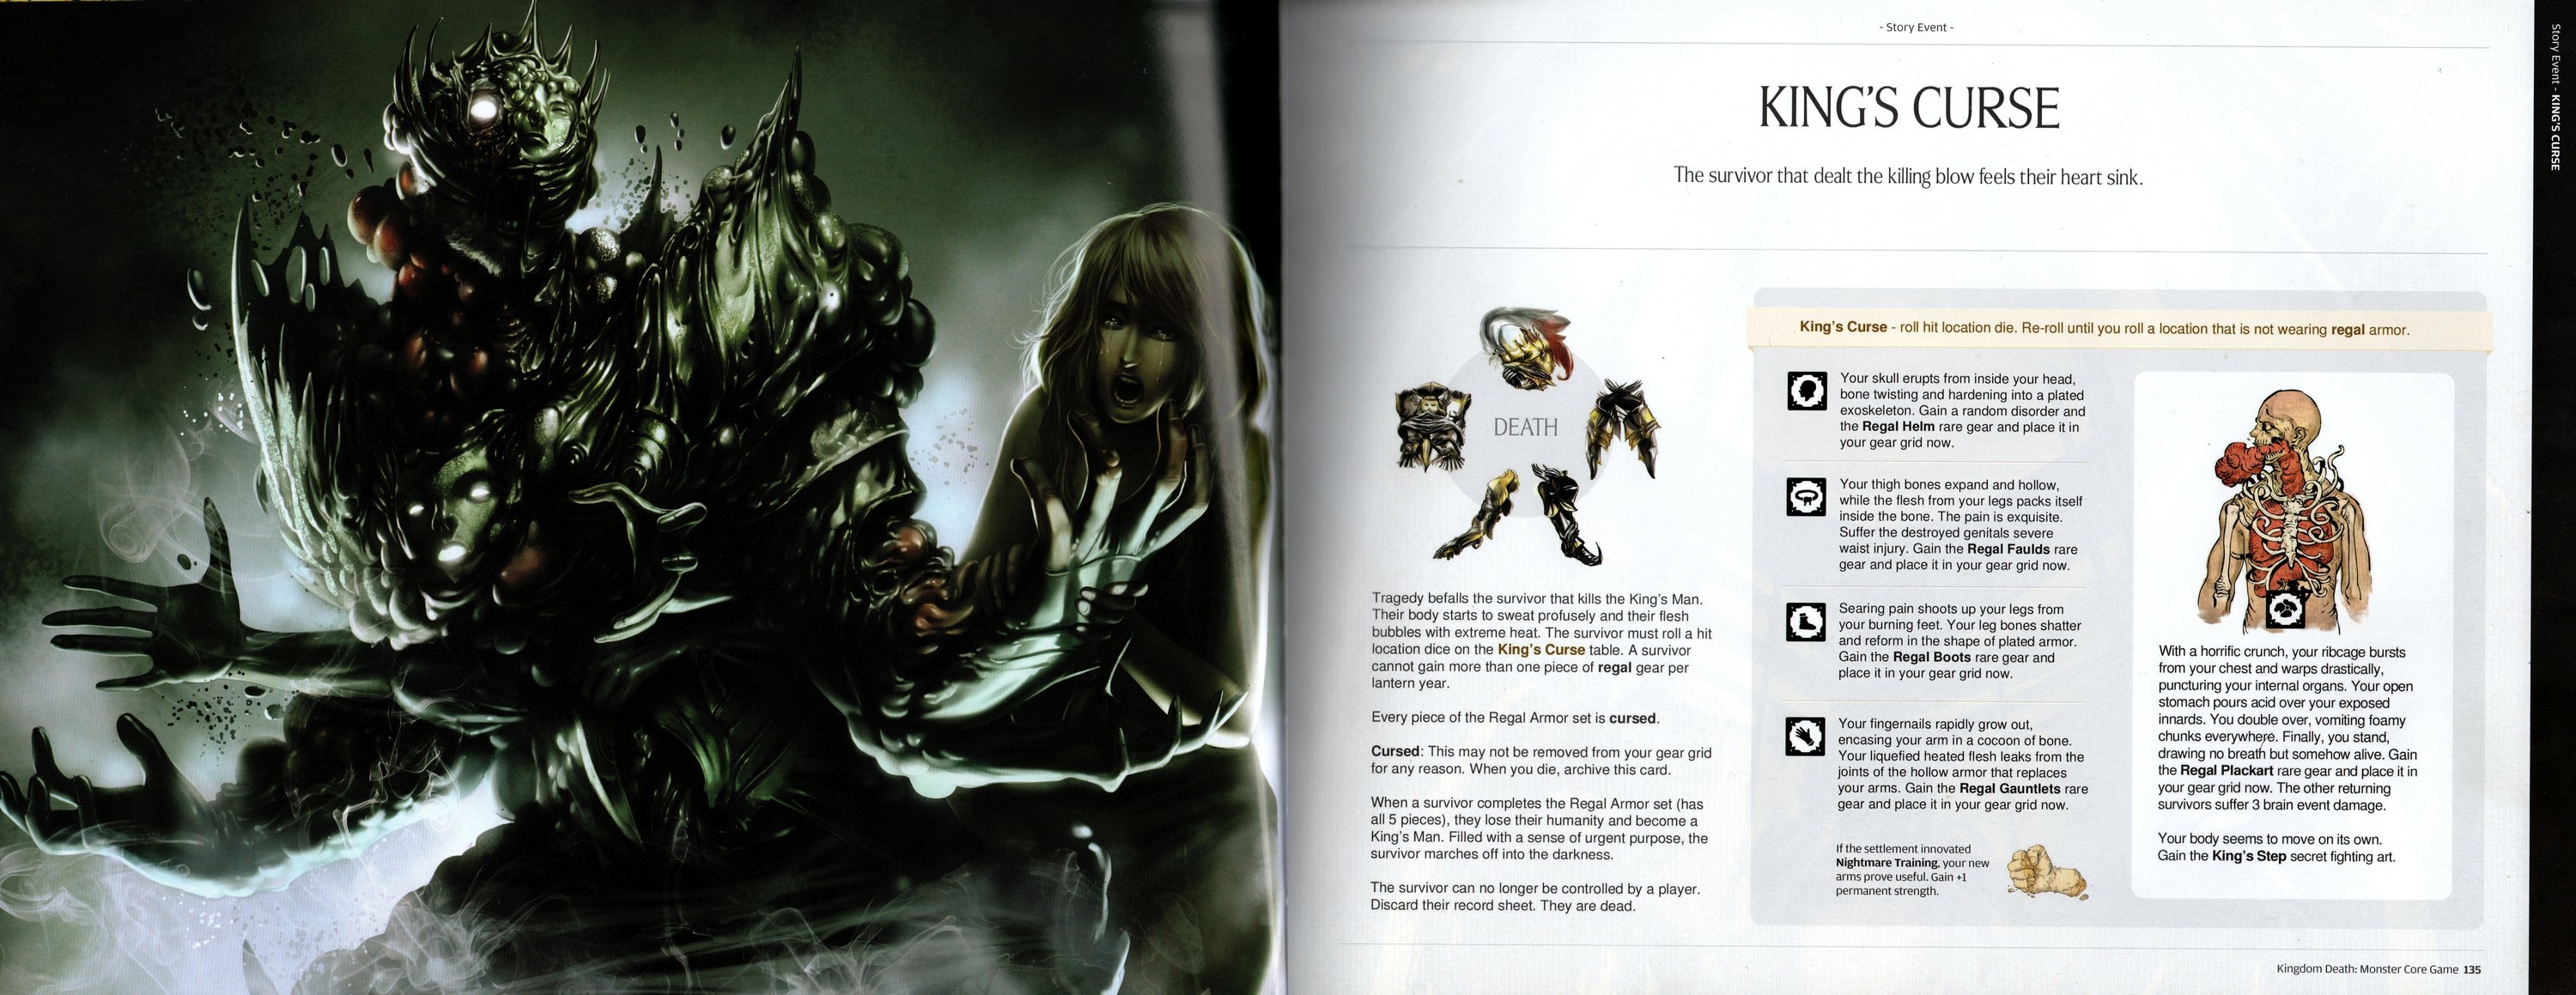 - Story Event -
KING'S CURSE
The survivor that dealt the killing blow feels their heart sink.
DEATH
Tragedy befalls the survivor that kills the King's Man.
Their body starts to sweat profusely and their flesh
bubbles with extreme heat. The survivor must roll a hit
location dice on the King's Curse table. A survivor
cannot gain more than one piece of regal gear per
lantern year.
Every piece of the Regal Armor set is cursed.
Cursed: This may not be removed from your gear grid
for any reason. When you die, archive this card.
When a survivor completes the Regal Armor set (has
all 5 pieces), they lose their humanity and become a
King's Man. Filled with a sense of urgent purpose, the
survivor marches off into the darkness.
The survivor can no longer be controlled by a player.
Discard their record sheet. They are dead.
King's Curse - roll hit location die. Re-roll until you roll a location that is not wearing regal armor.
Your skull erupts from inside your head,
bone twisting and hardening into a plated
exoskeleton. Gain a random disorder and
the Regal Helm rare gear and place it in
your gear grid now.
Your thigh bones expand and hollow,
while the flesh from your legs packs itself
inside the bone. The pain is exquisite.
Suffer the destroyed genitals severe
waist injury. Gain the Regal Faulds rare
gear and place it in your gear grid now.
Searing pain shoots up your legs from
your burning feet. Your leg bones shatter
and reform in the shape of plated armor.
Gain the Regal Boots rare gear and
place it in your gear grid now.
Your fingernails rapidly grow out,
encasing your arm in a cocoon of bone.
Your liquefied heated flesh leaks from the
joints of the hollow armor that replaces
your arms. Gain the Regal Gauntlets rare
gear and place it in your gear grid now.
If the settlement innovated
Nightmare Training, your new
arms prove useful. Gain +1
permanent strength.
With a horrific crunch, your ribcage bursts
from your chest and warps drastically,
puncturing your internal organs. Your open
stomach pours acid over your exposed
innards. You double over, vomiting foamy
chunks everywhere. Finally, you stand,
drawing no breath but somehow alive. Gain
the Regal Plackart rare gear and place it in
your gear grid now. The other returning
survivors suffer 3 brain event damage.
Your body seems to move on its own.
Gain the King's Step secret fighting art.
Kingdom Death: Monster Core Game 135
Story Event - KING'S CURSE